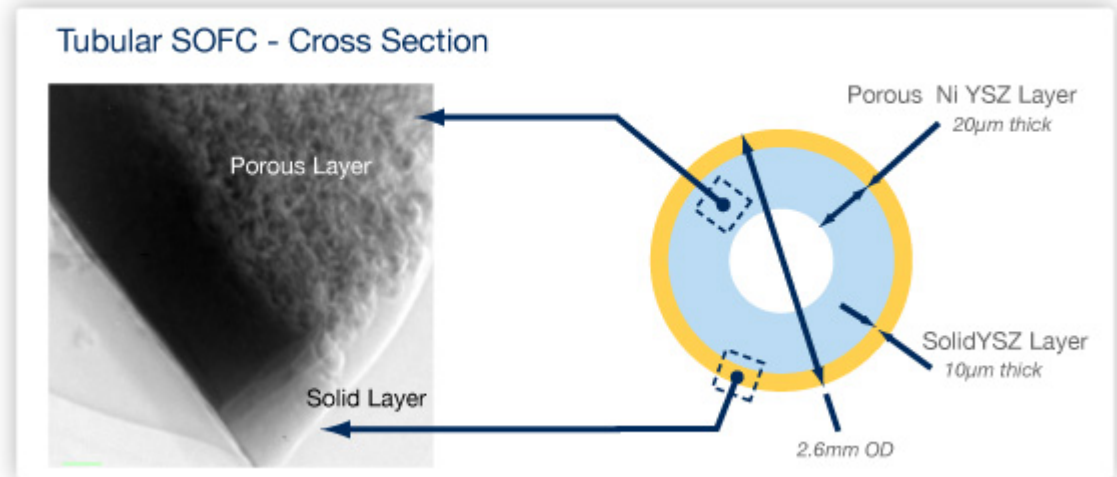 Tubular SOFC - Cross Section
Porous Layer
Solid Layer
Porous Ni YSZ Layer
20μm thick
SolidYSZ Layer
10μm thick
2.6mm OD